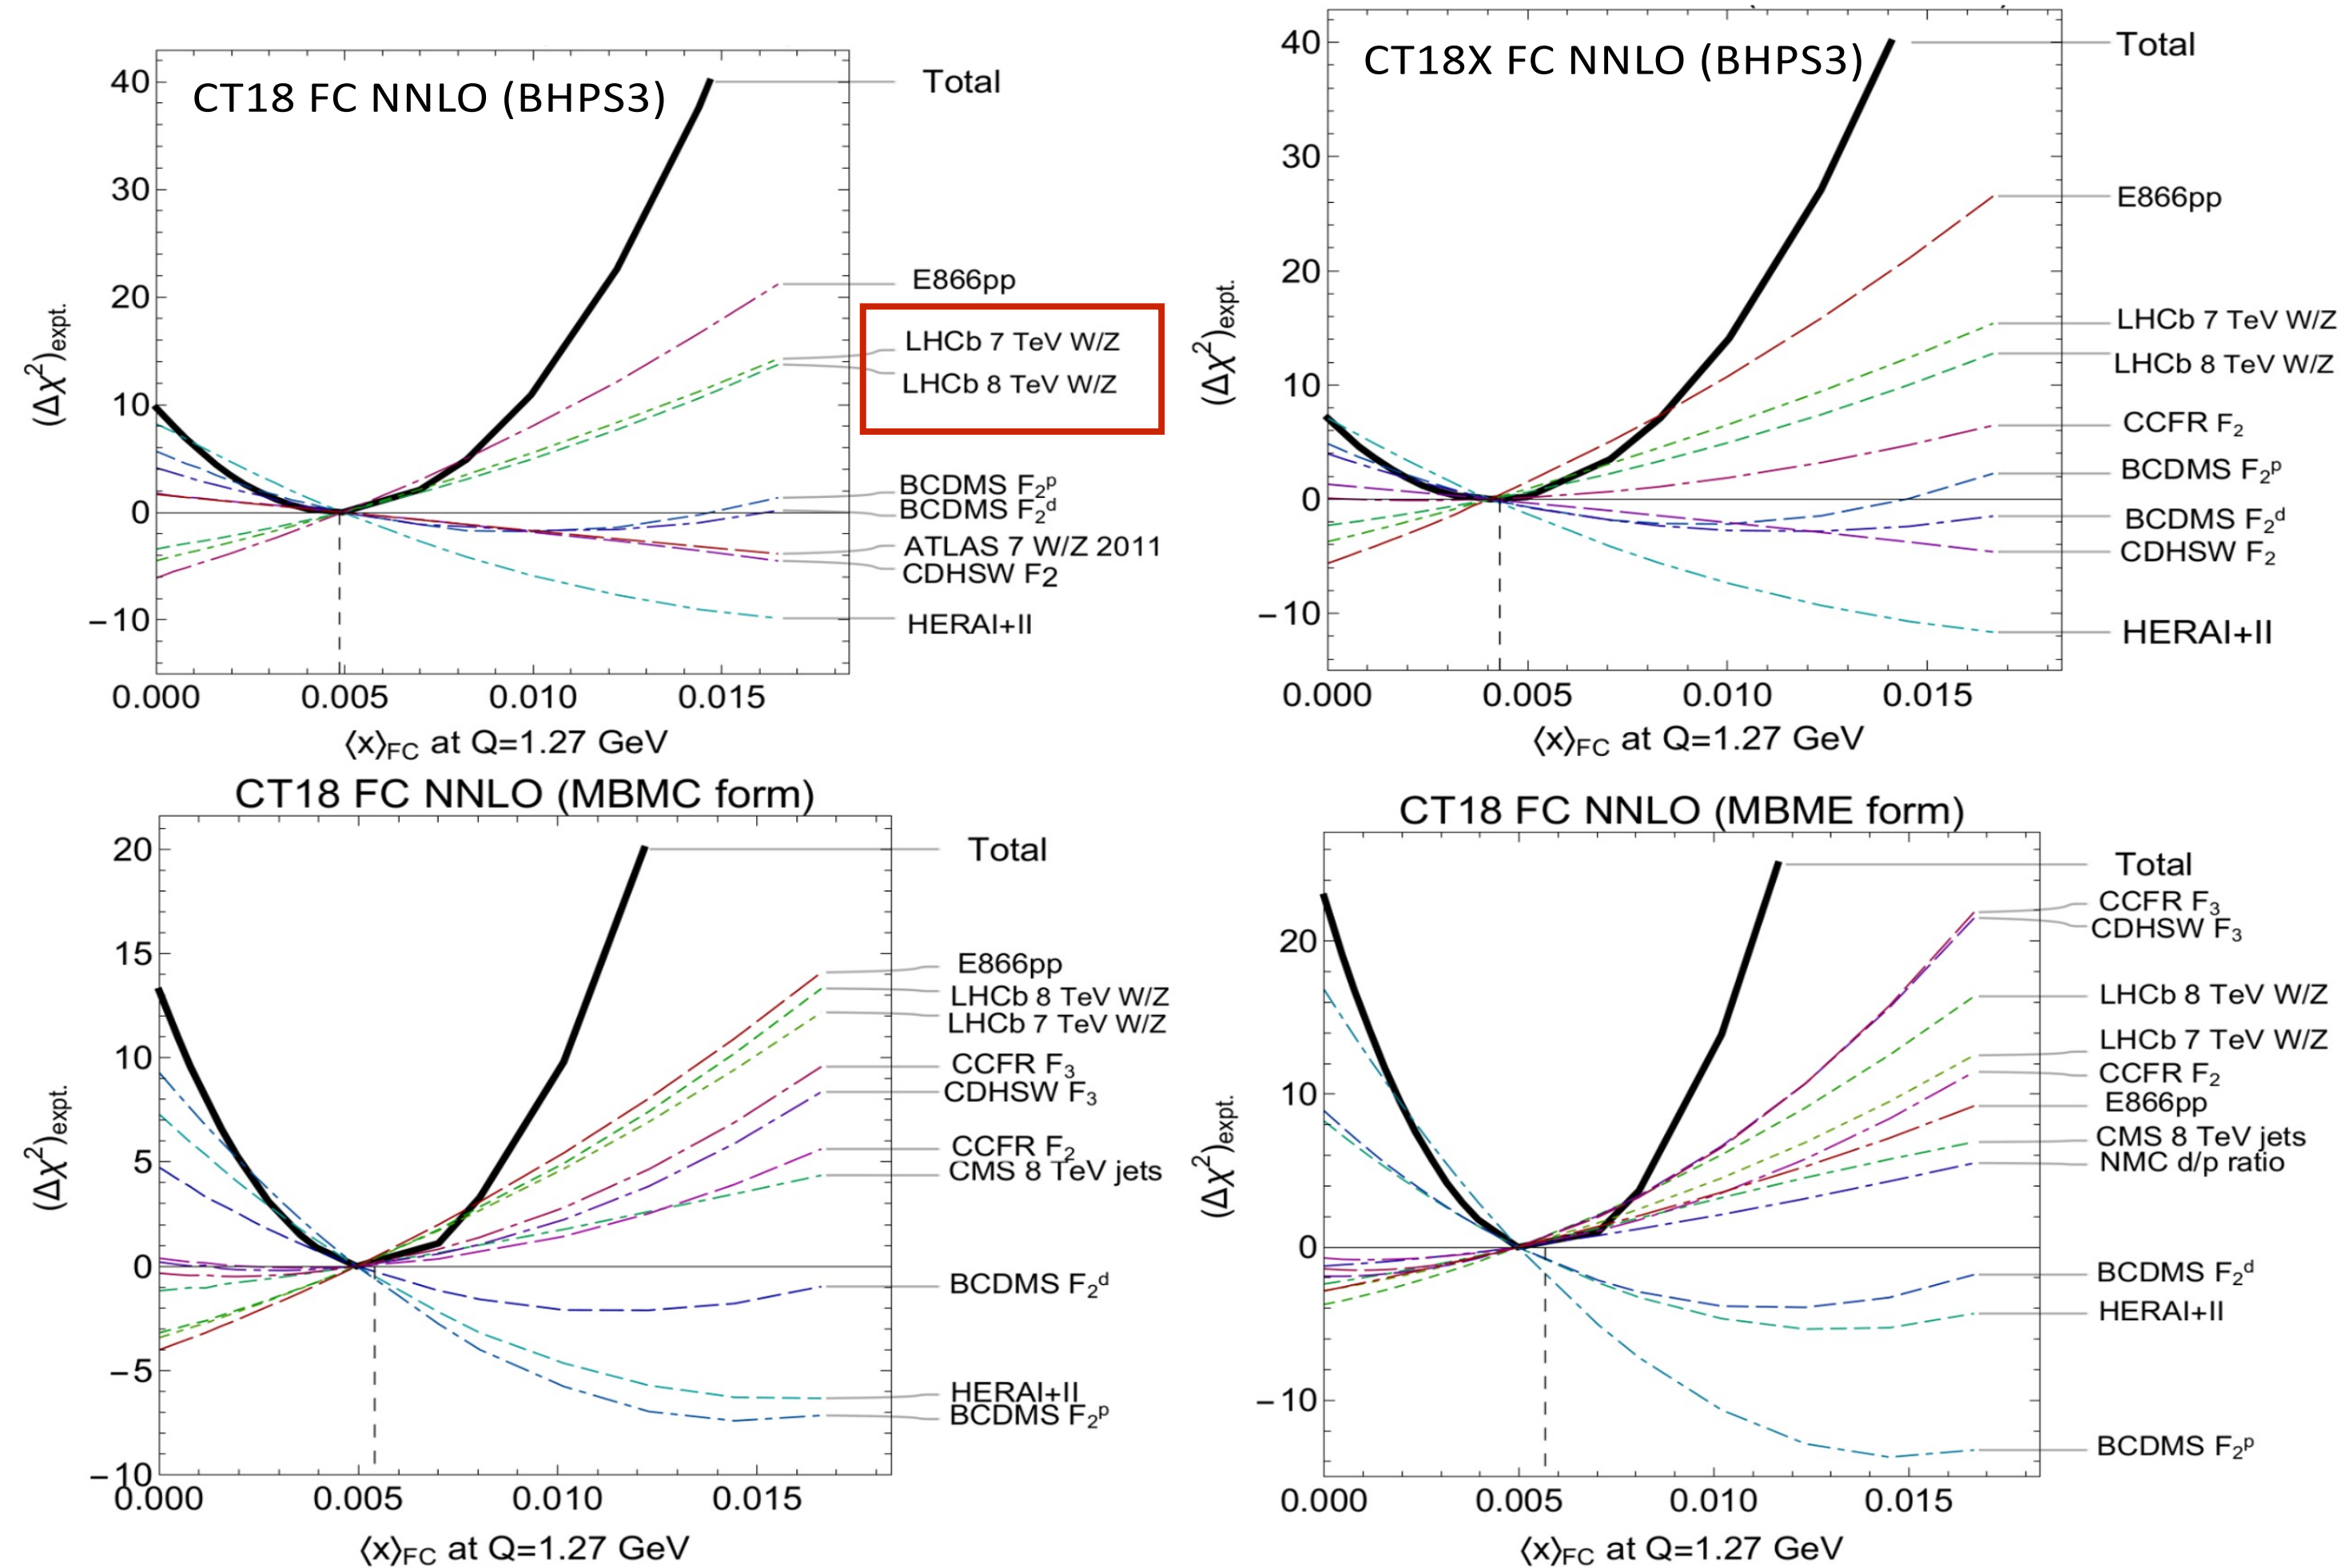 CT18 FC NNLO (BHPS3)
40
30
20
10
0
−10
(Δχ²)expt.
0.000 0.005 0.010 0.015
⟨x⟩FC at Q=1.27 GeV
Total
E866pp
LHCb 7 TeV W/Z
LHCb 8 TeV W/Z
BCDMS F₂ᵖ
BCDMS F₂ᵈ
ATLAS 7 W/Z 2011
CDHSW F2
HERAI+II
CT18X FC NNLO (BHPS3)
40
30
20
10
0
−10
(Δχ²)expt.
0.000 0.005 0.010 0.015
⟨x⟩FC at Q=1.27 GeV
Total
E866pp
LHCb 7 TeV W/Z
LHCb 8 TeV W/Z
CCFR F₂
BCDMS F₂ᵖ
BCDMS F₂ᵈ
CDHSW F₂
HERAI+II
CT18 FC NNLO (MBMC form)
20
15
10
5
0
−5
−10
(Δχ²)expt.
0.000 0.005 0.010 0.015
⟨x⟩FC at Q=1.27 GeV
Total
E866pp
LHCb 8 TeV W/Z
LHCb 7 TeV W/Z
CCFR F₃
CDHSW F₃
CCFR F₂
CMS 8 TeV jets
BCDMS F₂ᵈ
HERAI+II
BCDMS F₂ᵖ
CT18 FC NNLO (MBME form)
20
10
0
−10
(Δχ²)expt.
0.000 0.005 0.010 0.015
⟨x⟩FC at Q=1.27 GeV
Total
CCFR F₃
CDHSW F₃
LHCb 8 TeV W/Z
LHCb 7 TeV W/Z
CCFR F₂
E866pp
CMS 8 TeV jets
NMC d/p ratio
BCDMS F₂ᵈ
HERAI+II
BCDMS F₂ᵖ